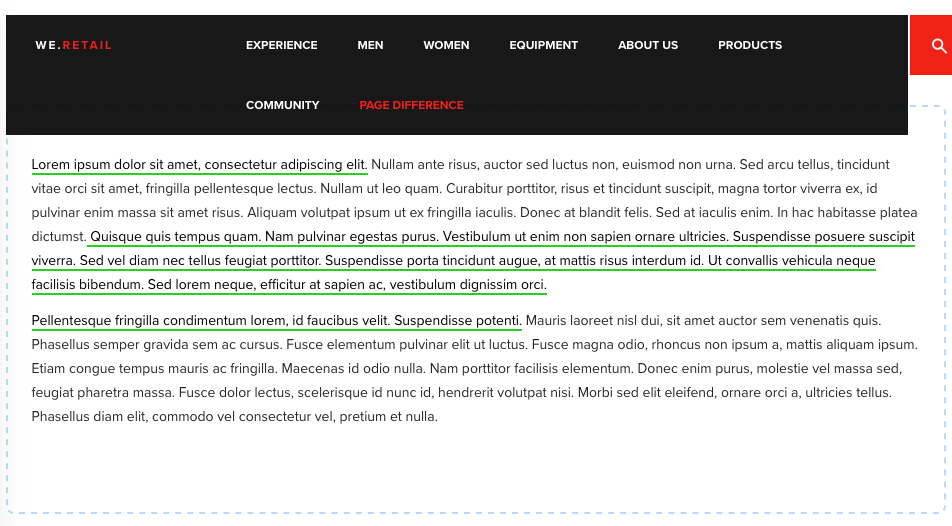 WE.RETAIL EXPERIENCE MEN WOMEN EQUIPMENT ABOUT US PRODUCTS
COMMUNITY PAGE DIFFERENCE
Lorem ipsum dolor sit amet, consectetur adipiscing elit. Nullam ante risus, auctor sed luctus non, euismod non urna. Sed arcu tellus, tincidunt
vitae orci sit amet, fringilla pellentesque lectus. Nullam ut leo quam. Curabitur porttitor, risus et tincidunt suscipit, magna tortor viverra ex, id
pulvinar enim massa sit amet risus. Aliquam volutpat ipsum ut ex fringilla iaculis. Donec at blandit felis. Sed at iaculis enim. In hac habitasse platea
dictumst. Quisque quis tempus quam. Nam pulvinar egestas purus. Vestibulum ut enim non sapien ornare ultricies. Suspendisse posuere suscipit
viverra. Sed vel diam nec tellus feugiat porttitor. Suspendisse porta tincidunt augue, at mattis risus interdum id. Ut convallis vehicula neque
facilisis bibendum. Sed lorem neque, efficitur at sapien ac, vestibulum dignissim orci.
Pellentesque fringilla condimentum lorem, id faucibus velit. Suspendisse potenti. Mauris laoreet nisl dui, sit amet auctor sem venenatis quis.
Phasellus semper gravida sem ac cursus. Fusce elementum pulvinar elit ut luctus. Fusce magna odio, rhoncus non ipsum a, mattis aliquam ipsum.
Etiam congue tempus mauris ac fringilla. Maecenas id odio nulla. Nam porttitor facilisis elementum. Donec enim purus, molestie vel massa sed,
feugiat pharetra massa. Fusce dolor lectus, scelerisque id nunc id, hendrerit volutpat nisi. Morbi sed elit eleifend, ornare orci a, ultricies tellus.
Phasellus diam elit, commodo vel consectetur vel, pretium et nulla.